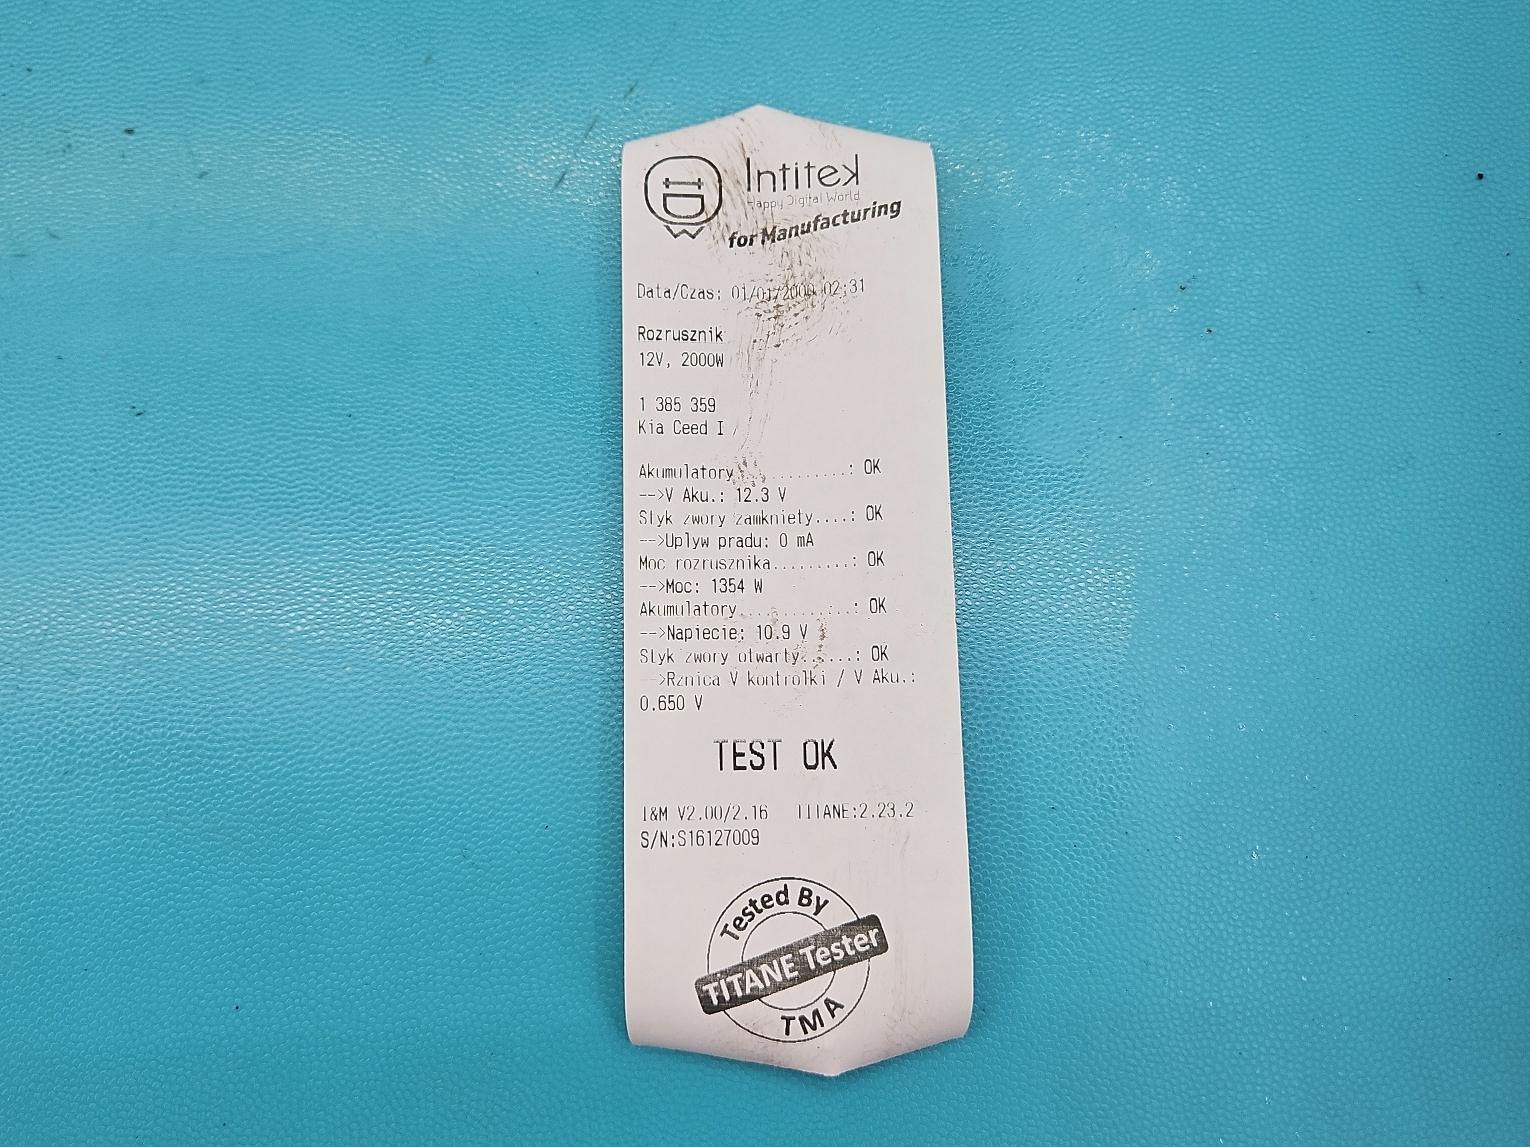 Intitek
Happy Digital World
for Manufacturing
Data/Czas: 01/01/2000 02:31
Rozrusznik
12V, 2000W
1 385 359
Kia Ceed I
Akumulatory.............: OK
-->V Aku.: 12.3 V
Styk zwory zamkniety....: OK
-->Uplyw pradu: 0 mA
Moc rozrusznika.........: OK
-->Moc: 1354 W
Akumulatory.............: OK
-->Napiecie: 10.9 V
Styk zwory otwarty......: OK
-->Rznica V kontrolki / V Aku.:
0.650 V
TEST OK
I&M V2.00/2.16 TITANE:2.23.2
S/N:S16127009
Tested By
TiTANE Tester
TMA